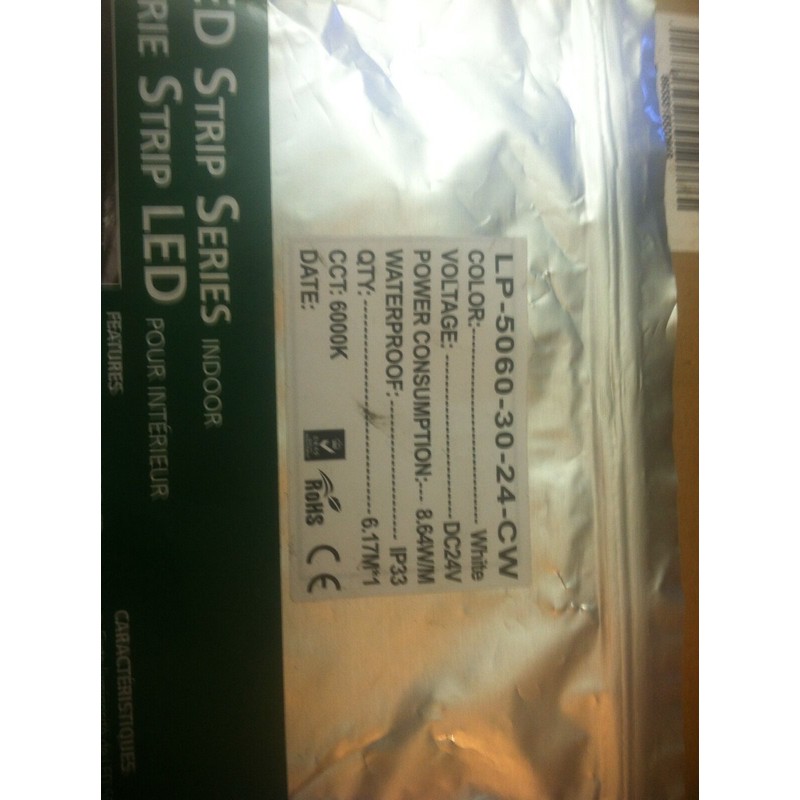 LP-5060-30-24-CW
COLOR:------------------------ White
VOLTAGE: -------------------- DC24V
POWER CONSUMPTION:--- 8.64W/M
WATERPROOF:------------------ IP33
QTY: ---------------------------- 6.17M*1
CCT: 6000K
DATE:
RoHS
CE
ED STRIP SERIES INDOOR
RIE STRIP LED POUR INTÉRIEUR
FEATURES:
CARACTÉRISTIQUES: